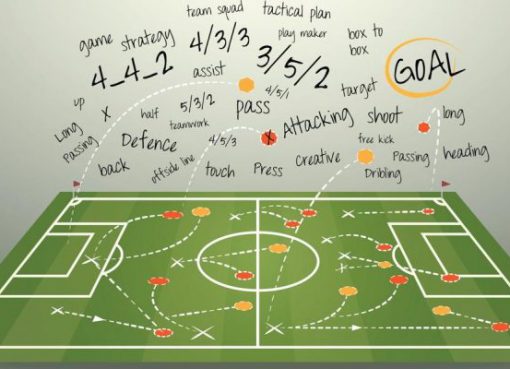 team squad
tactical plan
game
strategy
4/3/3
play maker
box to
box
4_4_2
assist
3/5/2
GOAL
up
x
half
5/3/2
pass
4/5/1
target
Long
Passing
Defence
teamwork
4/5/3
Attacking
shoot
long
back
offside line
touch
Press
creative
free kick
Dribling
Passing
heading